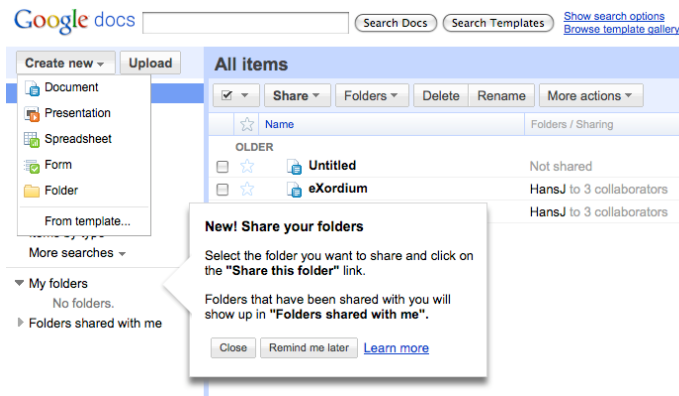 Google docs
Search Docs
Search Templates
Show search options
Browse template gallery
Create new
Upload
Document
Presentation
Spreadsheet
Form
Folder
From template...
More searches
My folders
No folders.
Folders shared with me
All items
Share
Folders
Delete
Rename
More actions
Name
Folders / Sharing
OLDER
Untitled
Not shared
eXordium
HansJ to 3 collaborators
HansJ to 3 collaborators
New! Share your folders
Select the folder you want to share and click on
the "Share this folder" link.
Folders that have been shared with you will
show up in "Folders shared with me".
Close
Remind me later
Learn more